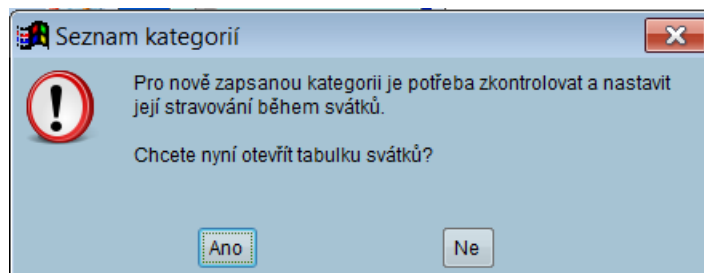 Seznam kategorií
Pro nově zapsanou kategorii je potřeba zkontrolovat a nastavit
její stravování během svátků.
Chcete nyní otevřít tabulku svátků?
Ano
Ne